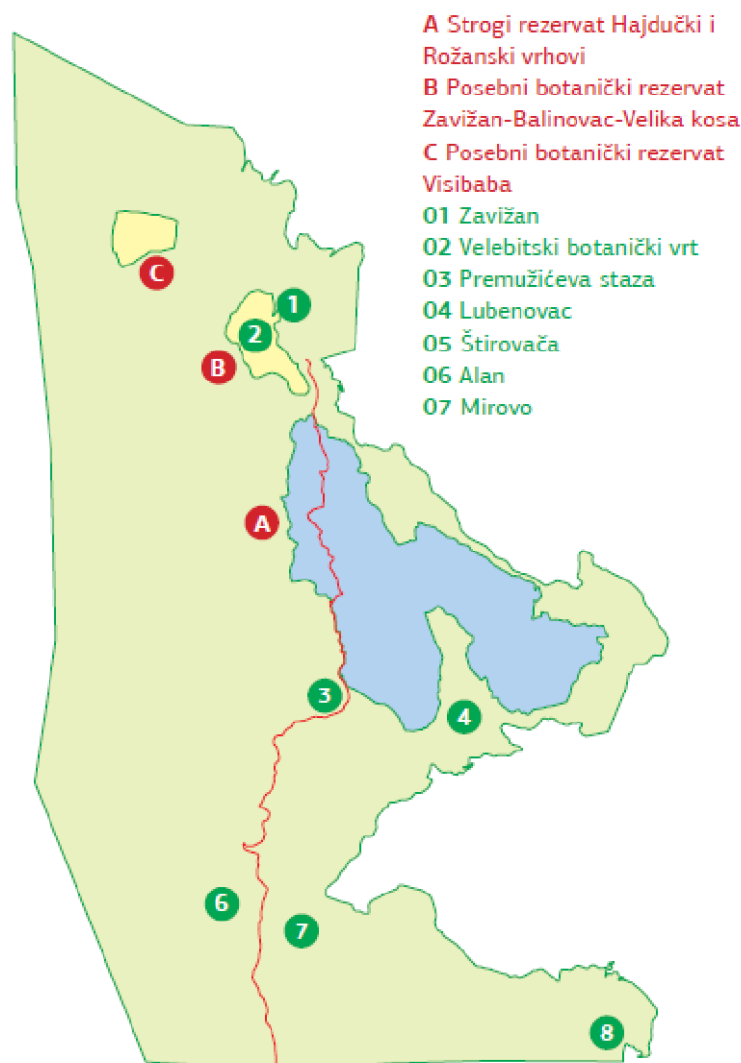 A Strogi rezervat Hajdučki i
Rožanski vrhovi
B Posebni botanički rezervat
Zavižan-Balinovac-Velika kosa
C Posebni botanički rezervat
Visibaba
01 Zavižan
02 Velebitski botanički vrt
03 Premužićeva staza
04 Lubenovac
05 Štirovača
06 Alan
07 Mirovo
C
1
2
B
A
3
4
6
7
8